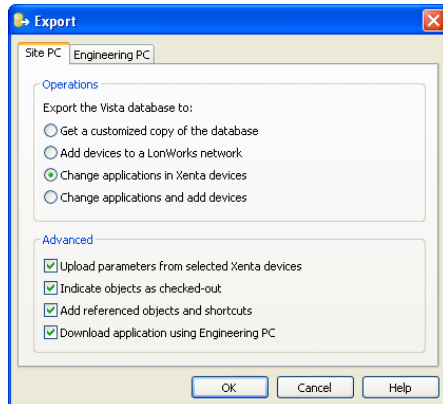 Export
Site PC
Engineering PC
Operations
Export the Vista database to:
Get a customized copy of the database
Add devices to a LonWorks network
Change applications in Xenta devices
Change applications and add devices
Advanced
Upload parameters from selected Xenta devices
Indicate objects as checked-out
Add referenced objects and shortcuts
Download application using Engineering PC
OK
Cancel
Help